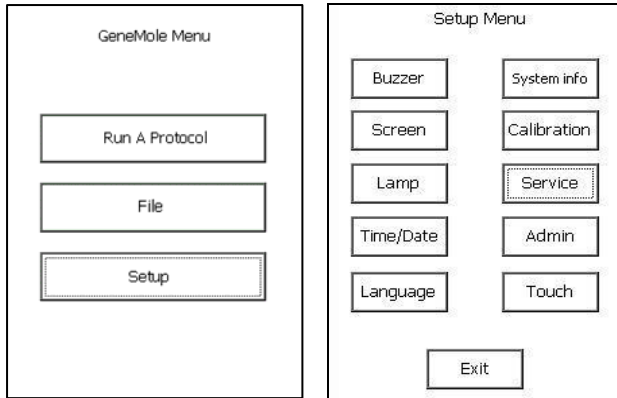 GeneMole Menu
Run A Protocol
File
Setup
Setup Menu
Buzzer
System info
Screen
Calibration
Lamp
Service
Time/Date
Admin
Language
Touch
Exit